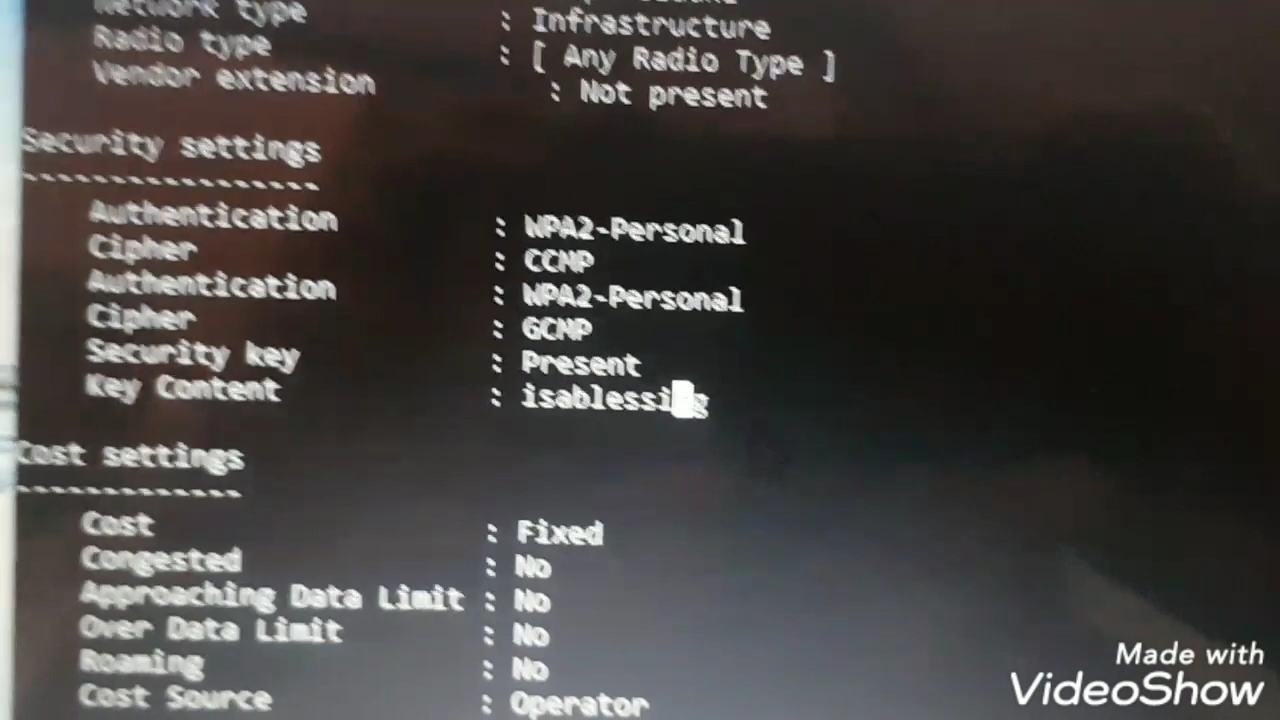 Network type : Infrastructure
Radio type : [ Any Radio Type ]
Vendor extension : Not present
Security settings
-----------------
Authentication : WPA2-Personal
Cipher : CCMP
Authentication : WPA2-Personal
Cipher : GCMP
Security key : Present
Key Content :
Cost settings
-------------
Cost : Fixed
Congested : No
Approaching Data Limit : No
Over Data Limit : No
Roaming : No
Cost Source : Operator
Made with
VideoShow